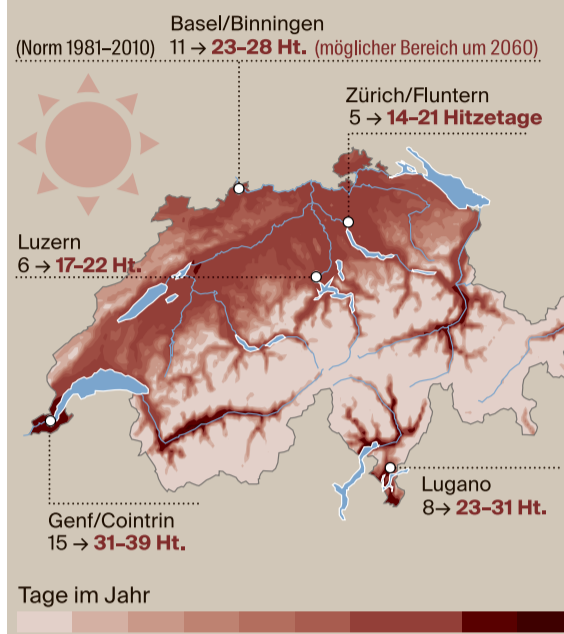 Basel/Binningen
(Norm 1981–2010) 11 → 23–28 Ht. (möglicher Bereich um 2060)
Zürich/Fluntern
5 → 14–21 Hitzetage
Luzern
6 → 17–22 Ht.
Lugano
8→ 23–31 Ht.
Genf/Cointrin
15 → 31–39 Ht.
Tage im Jahr